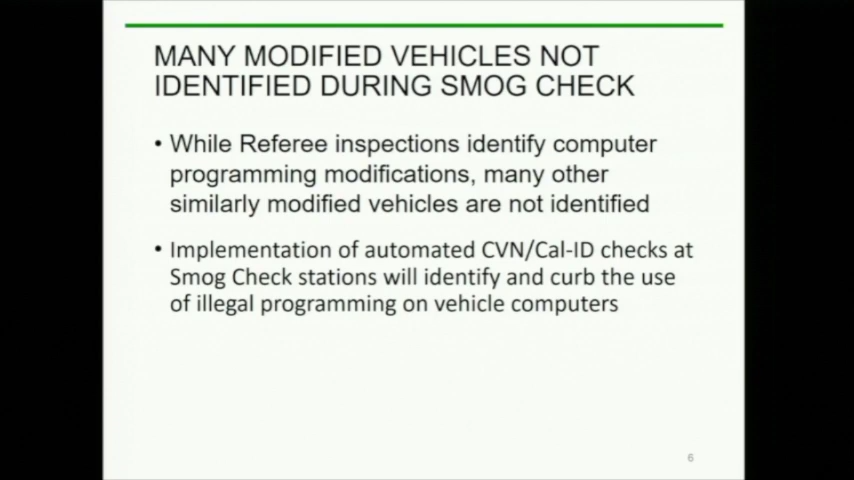 MANY MODIFIED VEHICLES NOT
IDENTIFIED DURING SMOG CHECK
• While Referee inspections identify computer
programming modifications, many other
similarly modified vehicles are not identified
• Implementation of automated CVN/Cal-ID checks at
Smog Check stations will identify and curb the use
of illegal programming on vehicle computers
6